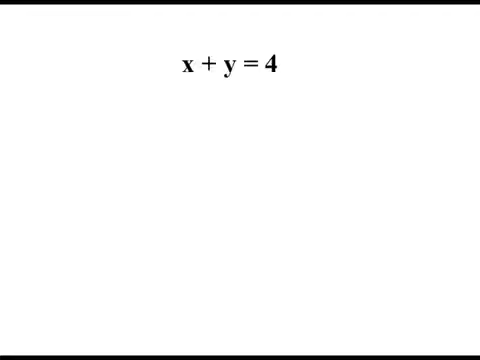 x + y = 4